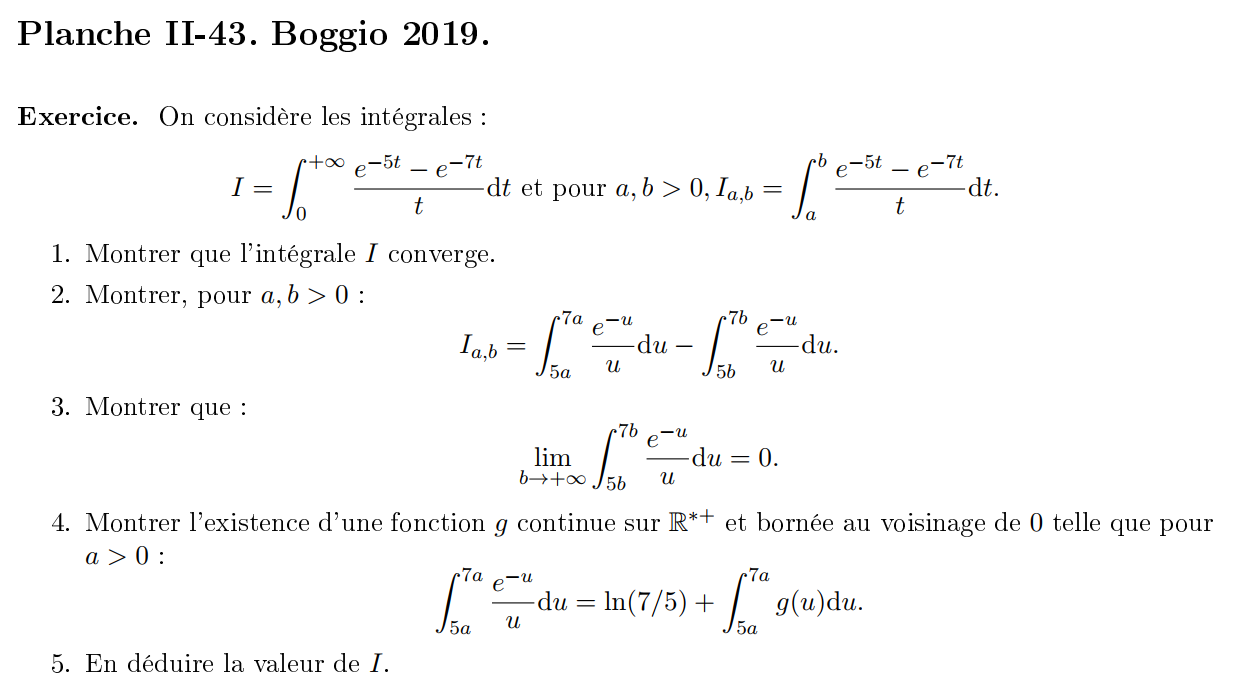 Planche II-43. Boggio 2019.
Exercice. On considère les intégrales :
$I = \int_0^{+\infty} \frac{e^{-5t} - e^{-7t}}{t} \mathrm{d}t$ et pour $a, b > 0, I_{a,b} = \int_a^b \frac{e^{-5t} - e^{-7t}}{t} \mathrm{d}t.$
1. Montrer que l'intégrale $I$ converge.
2. Montrer, pour $a, b > 0$ :
$I_{a,b} = \int_{5a}^{7a} \frac{e^{-u}}{u} \mathrm{d}u - \int_{5b}^{7b} \frac{e^{-u}}{u} \mathrm{d}u.$
3. Montrer que :
$\lim_{b \to +\infty} \int_{5b}^{7b} \frac{e^{-u}}{u} \mathrm{d}u = 0.$
4. Montrer l'existence d'une fonction $g$ continue sur $\mathbb{R}^{*+}$ et bornée au voisinage de 0 telle que pour
$a > 0$ :
$\int_{5a}^{7a} \frac{e^{-u}}{u} \mathrm{d}u = \ln(7/5) + \int_{5a}^{7a} g(u) \mathrm{d}u.$
5. En déduire la valeur de $I$.